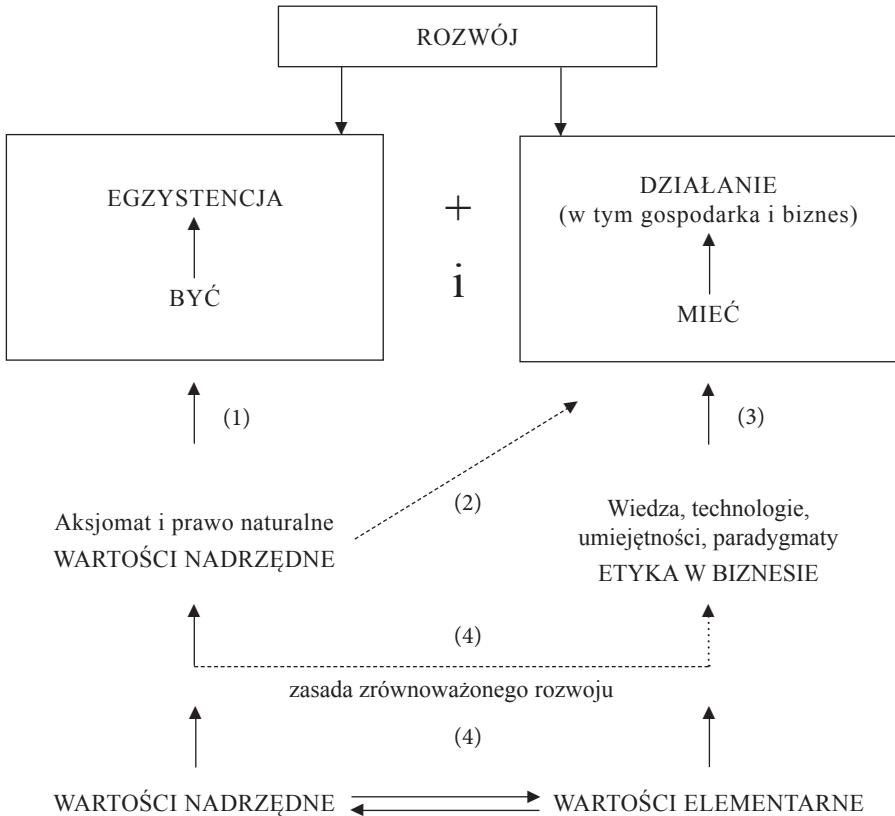 ROZWÓJ
EGZYSTENCJA
BYĆ
+
i
DZIAŁANIE
(w tym gospodarka i biznes)
MIEĆ
(1)
(3)
(2)
Aksjomat i prawo naturalne
WARTOŚCI NADRZĘDNE
Wiedza, technologie,
umiejętności, paradygmaty
ETYKA W BIZNESIE
(4)
zasada zrównoważonego rozwoju
(4)
WARTOŚCI NADRZĘDNE
WARTOŚCI ELEMENTARNE